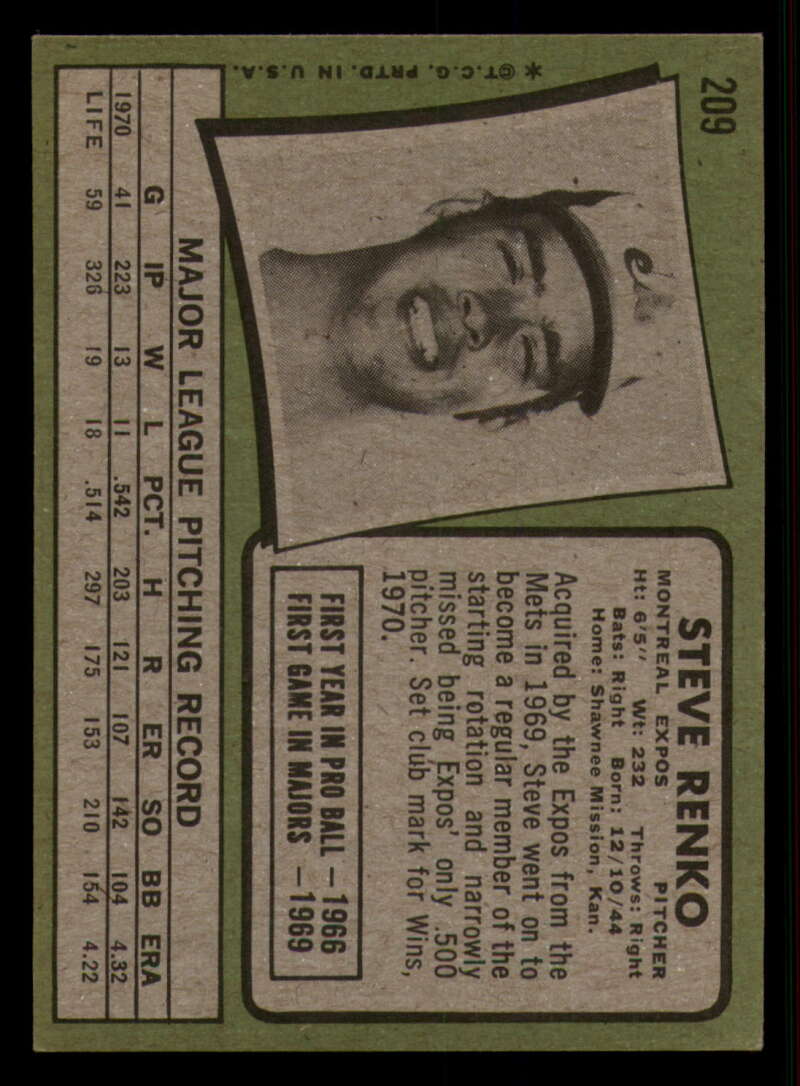 209
STEVE RENKO
MONTREAL EXPOS PITCHER
Ht: 6'5" Wt: 232 Throws: Right
Bats: Right Born: 12/10/44
Home: Shawnee Mission, Kan.
Acquired by the Expos from the
Mets in 1969, Steve went on to
become a regular member of the
starting rotation and narrowly
missed being Expos' only .500
pitcher. Set club mark for Wins,
1970.
FIRST YEAR IN PRO BALL —1966
FIRST GAME IN MAJORS —1969
MAJOR LEAGUE PITCHING RECORD
G IP W L PCT. H R ER SO BB ERA
1970 41 223 13 11 .542 203 121 107 142 104 4.32
LIFE 59 326 19 18 .514 297 175 153 210 154 4.22
*©T.C.G. PRTD. IN U.S.A.